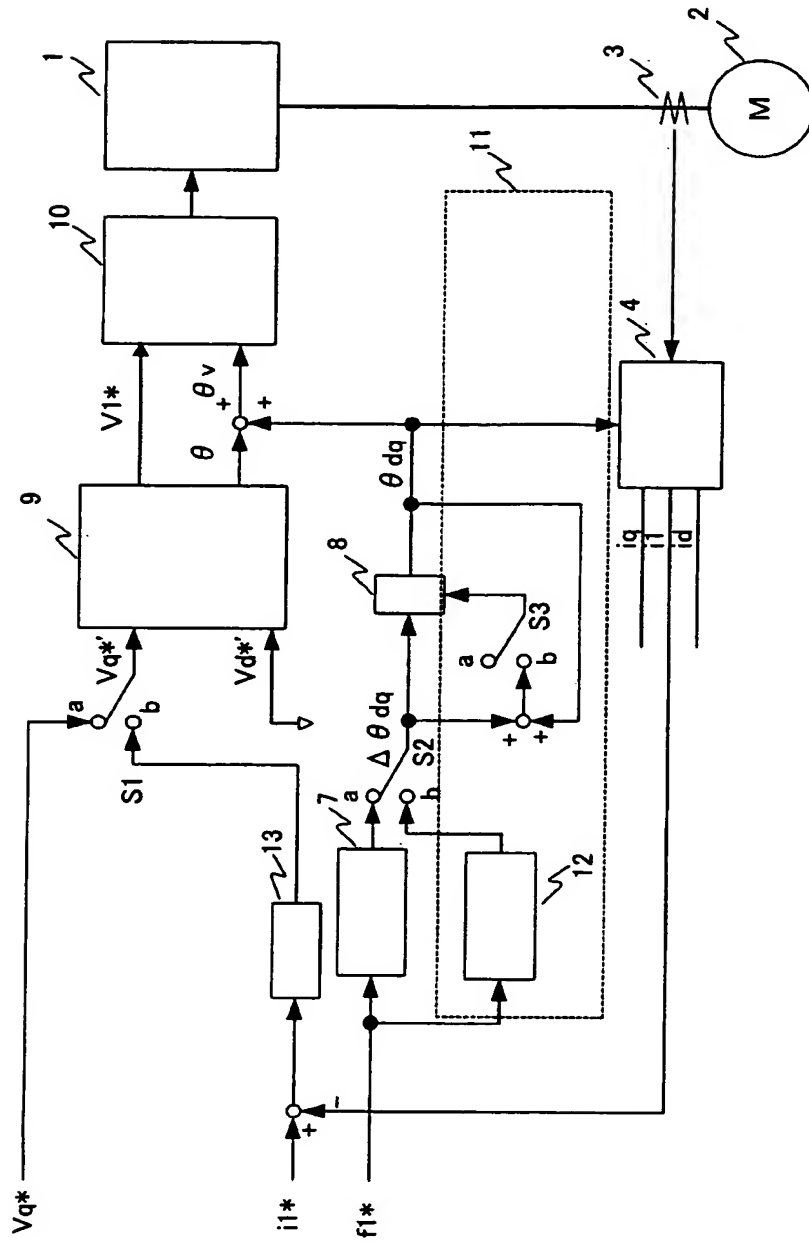 1
2
3
M
10
11
4
V1*
θv
+
+
θ
θdq
iq
i1
id
9
8
Vq*'
Vd*'
a
b
S1
S3
a
b
+
+
Δθdq
S2
a
b
7
13
12
+
-
Vq*
i1*
f1*